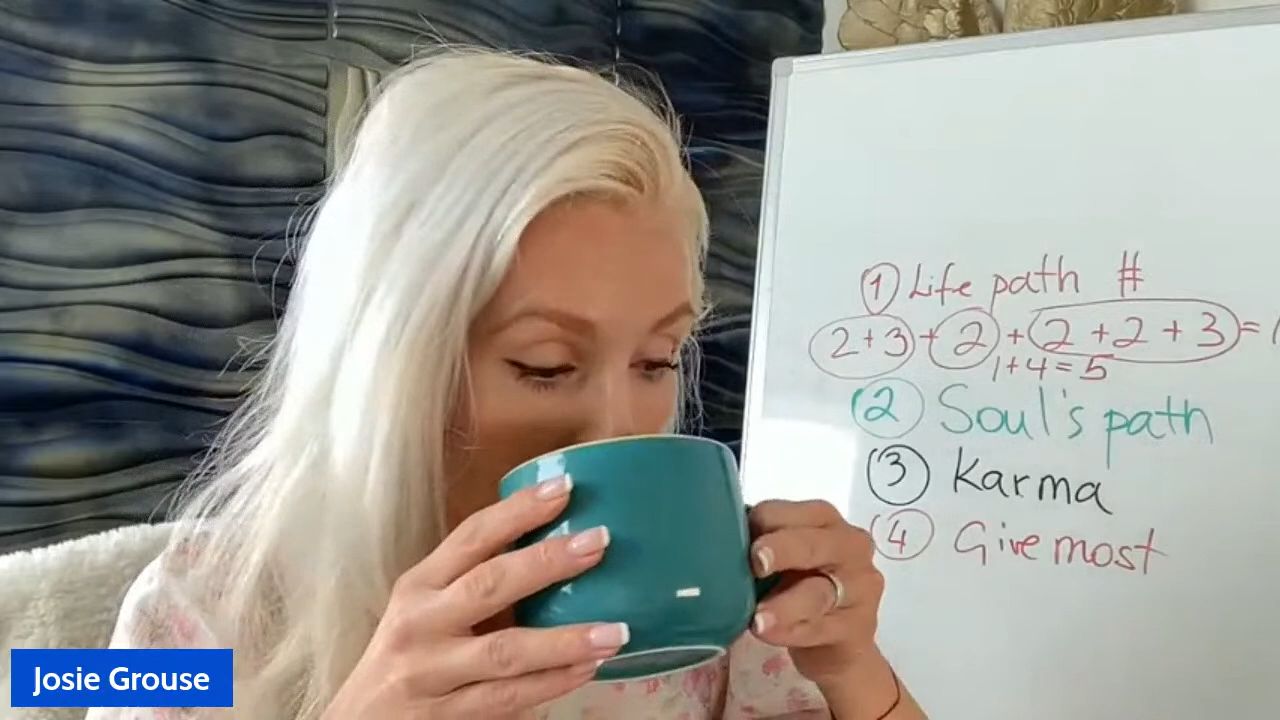 ① Life path #
2+3 + 2 + 2 + 2 + 3 =
1+4=5
② Soul's path
③ Karma
④ Give most
Josie Grouse